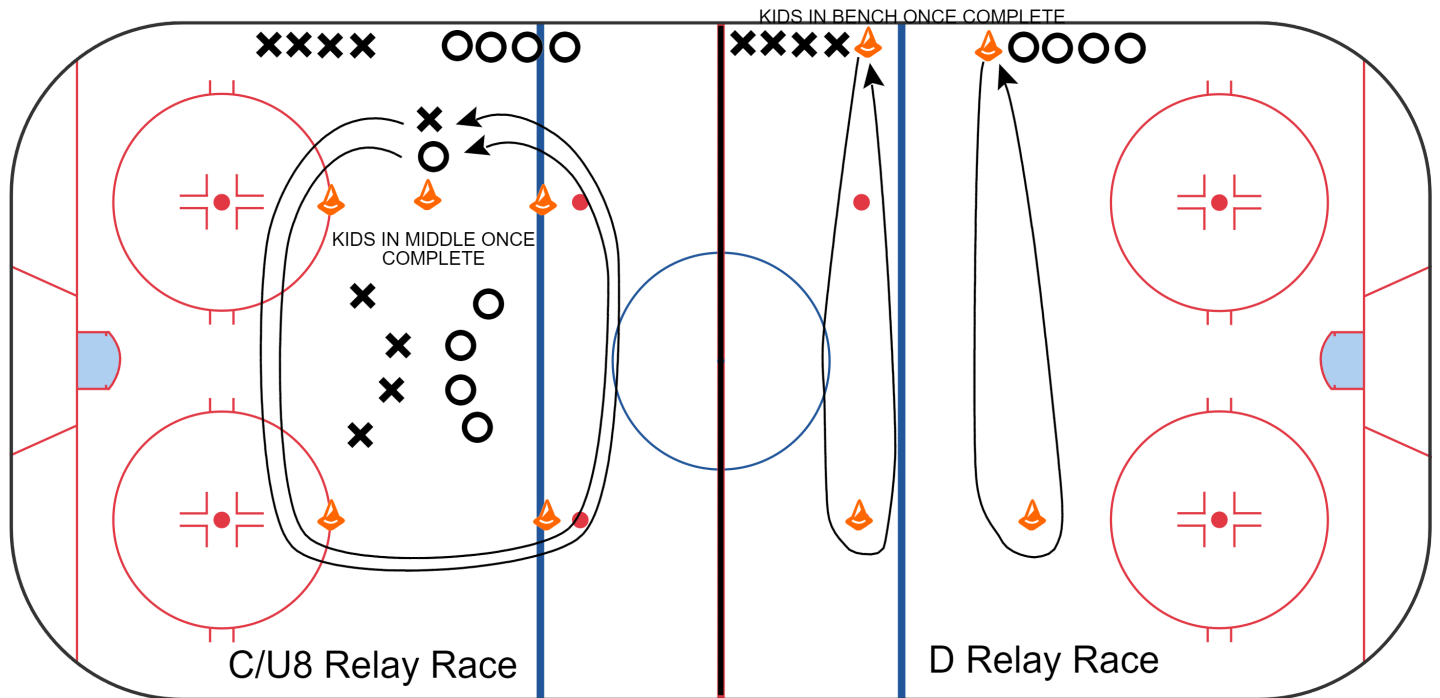 KIDS IN BENCH ONCE COMPLETE
KIDS IN MIDDLE ONCE
COMPLETE
C/U8 Relay Race
D Relay Race